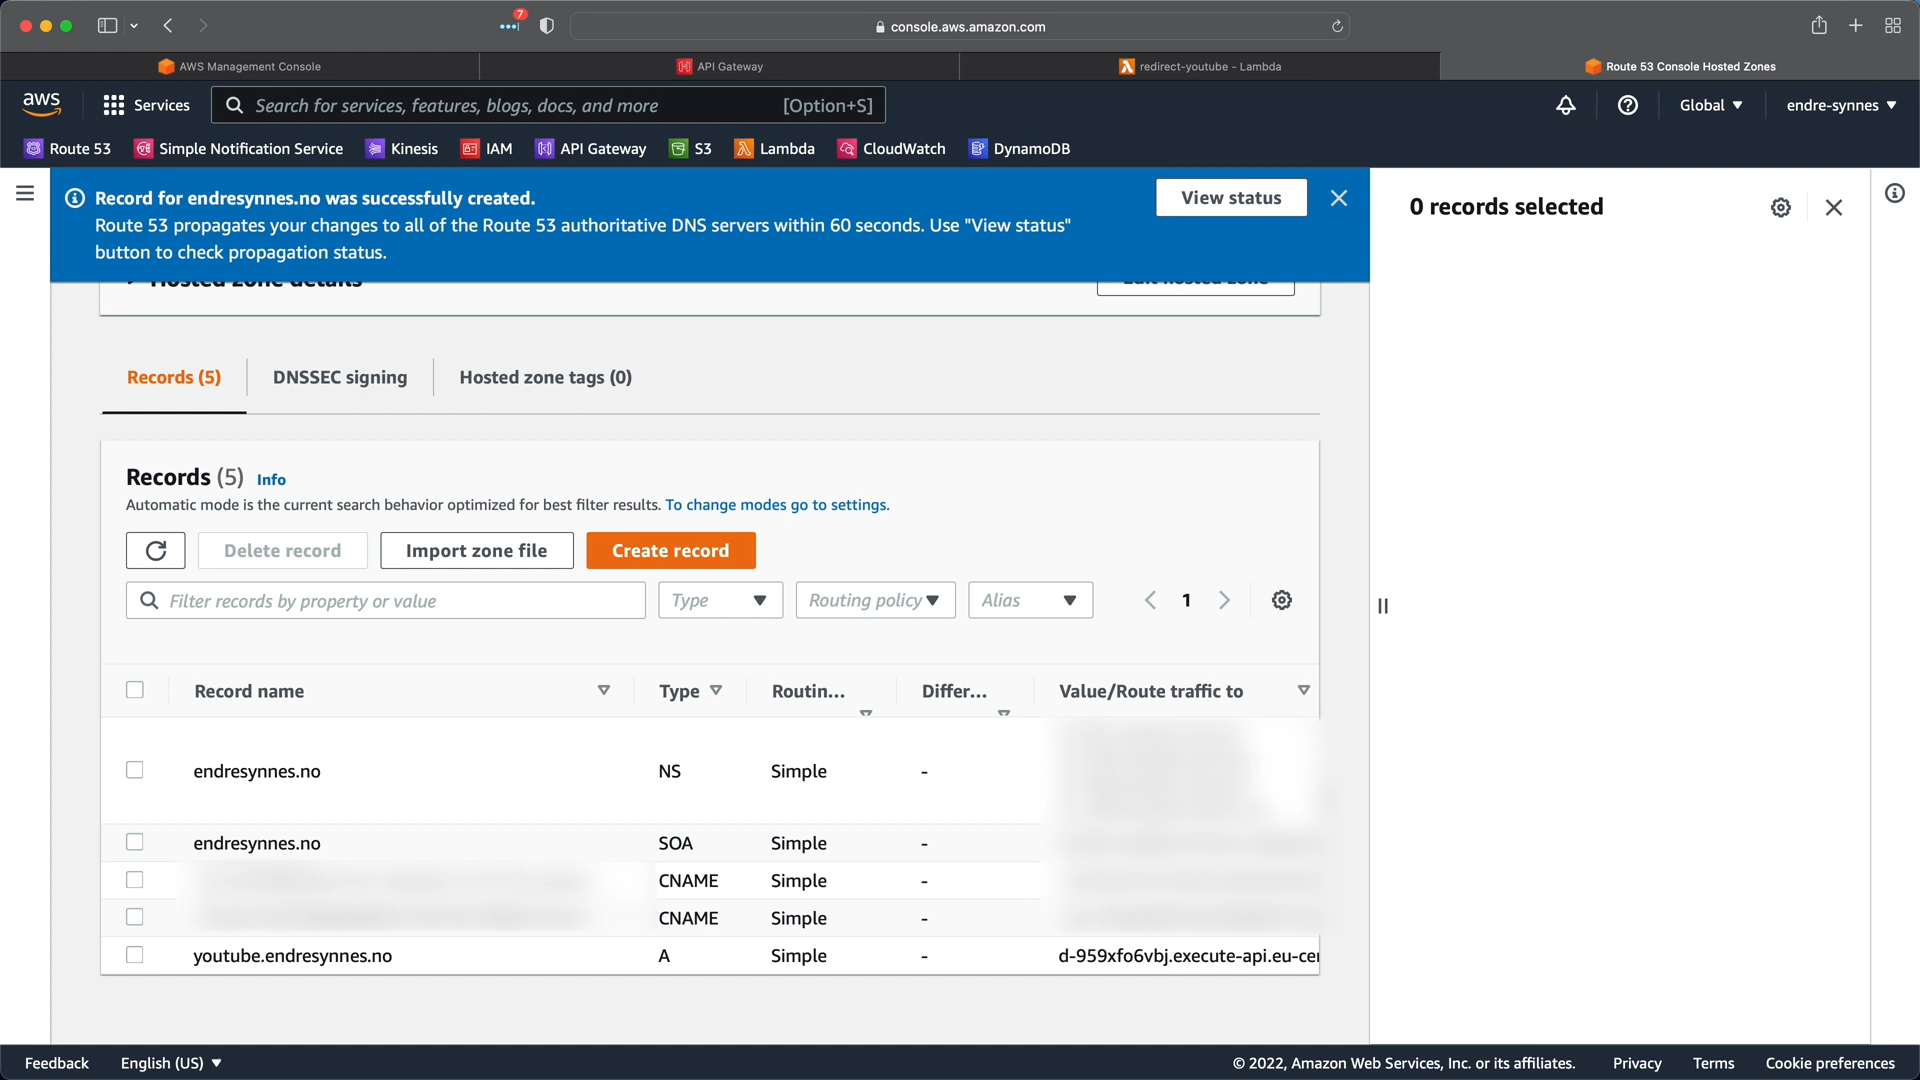 7
console.aws.amazon.com
AWS Management Console
API Gateway
redirect-youtube - Lambda
Route 53 Console Hosted Zones
aws
Services
Search for services, features, blogs, docs, and more
[Option+S]
Global
endre-synnes
Route 53
Simple Notification Service
Kinesis
IAM
API Gateway
S3
Lambda
CloudWatch
DynamoDB
Record for endresynnes.no was successfully created.
Route 53 propagates your changes to all of the Route 53 authoritative DNS servers within 60 seconds. Use "View status"
button to check propagation status.
View status
0 records selected
Hosted zone details
Edit hosted zone
Records (5)
DNSSEC signing
Hosted zone tags (0)
Records (5)
Info
Automatic mode is the current search behavior optimized for best filter results. To change modes go to settings.
Delete record
Import zone file
Create record
Filter records by property or value
Type
Routing policy
Alias
1
Record name
Type
Routin...
Differ...
Value/Route traffic to
endresynnes.no NS Simple -
endresynnes.no SOA Simple -
CNAME Simple -
CNAME Simple -
youtube.endresynnes.no A Simple - d-959xfo6vbj.execute-api.eu-cer
Feedback
English (US)
© 2022, Amazon Web Services, Inc. or its affiliates.
Privacy
Terms
Cookie preferences